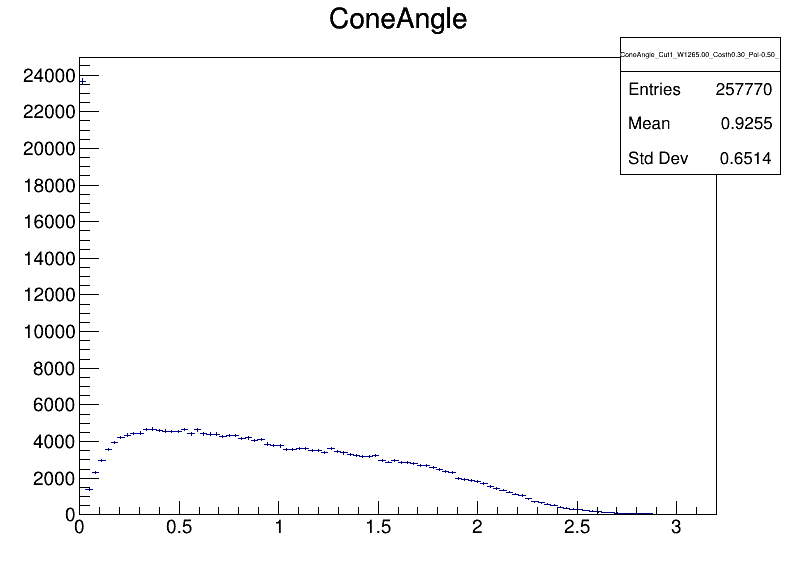 ConeAngle
ConeAngle_Cut1_W1265.00_Costh0.30_Pol-0.50_
Entries 257770
Mean 0.9255
Std Dev 0.6514
24000
22000
20000
18000
16000
14000
12000
10000
8000
6000
4000
2000
0
0 0.5 1 1.5 2 2.5 3